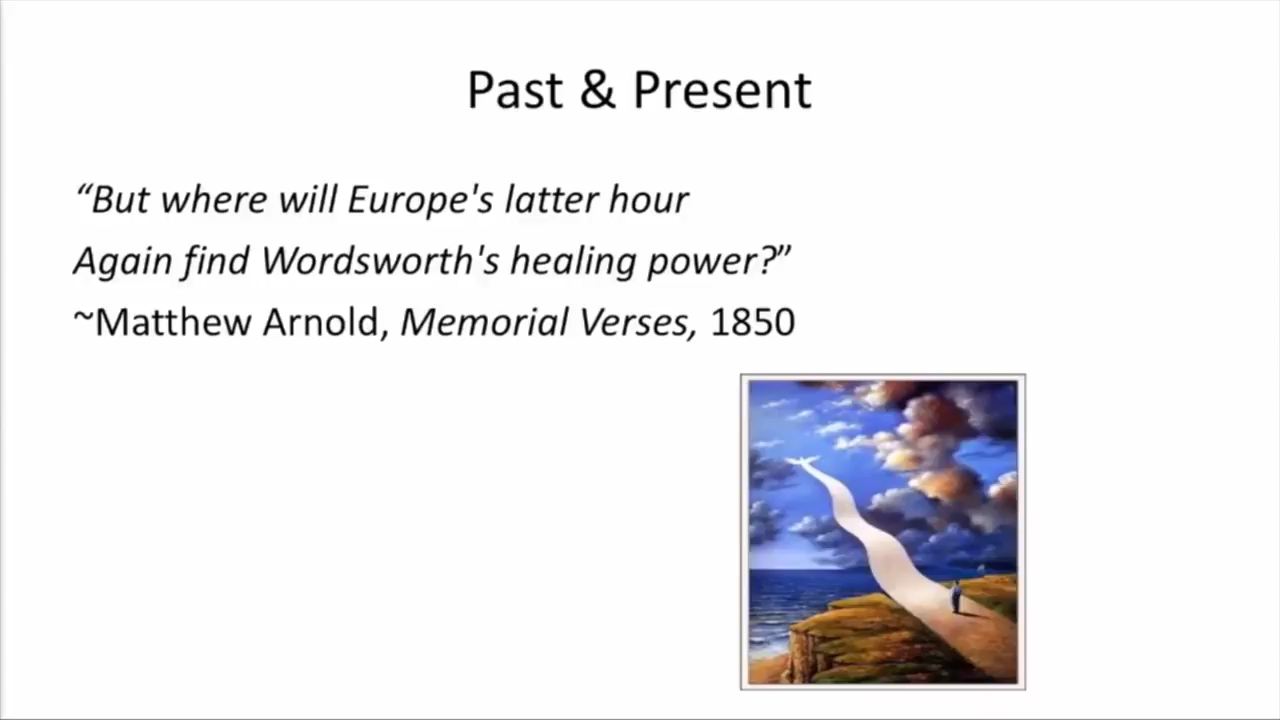 Past & Present
“But where will Europe's latter hour
Again find Wordsworth's healing power?”
~Matthew Arnold, Memorial Verses, 1850